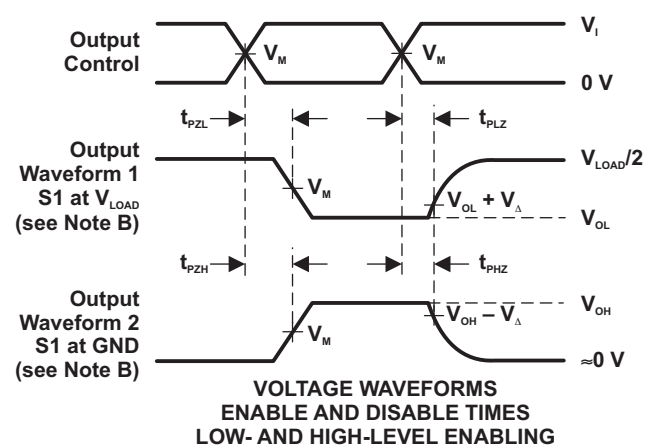 Output
Control
V_M
V_M
V_I
0 V
t_PZL
t_PLZ
Output
Waveform 1
S1 at V_LOAD
(see Note B)
V_M
V_LOAD/2
V_OL + V_Δ
V_OL
t_PZH
t_PHZ
Output
Waveform 2
S1 at GND
(see Note B)
V_M
V_OH
V_OH – V_Δ
≈0 V
VOLTAGE WAVEFORMS
ENABLE AND DISABLE TIMES
LOW- AND HIGH-LEVEL ENABLING